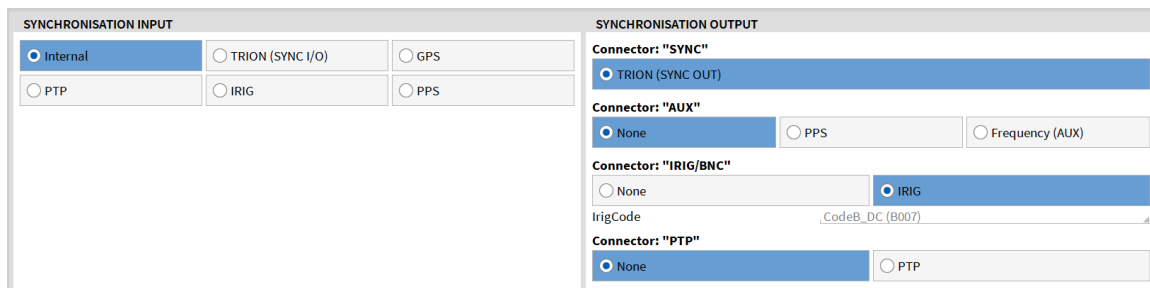 SYNCHRONISATION INPUT
Internal
TRION (SYNC I/O)
GPS
PTP
IRIG
PPS
SYNCHRONISATION OUTPUT
Connector: "SYNC"
TRION (SYNC OUT)
Connector: "AUX"
None
PPS
Frequency (AUX)
Connector: "IRIG/BNC"
None
IRIG
IrigCode
CodeB_DC (B007)
Connector: "PTP"
None
PTP